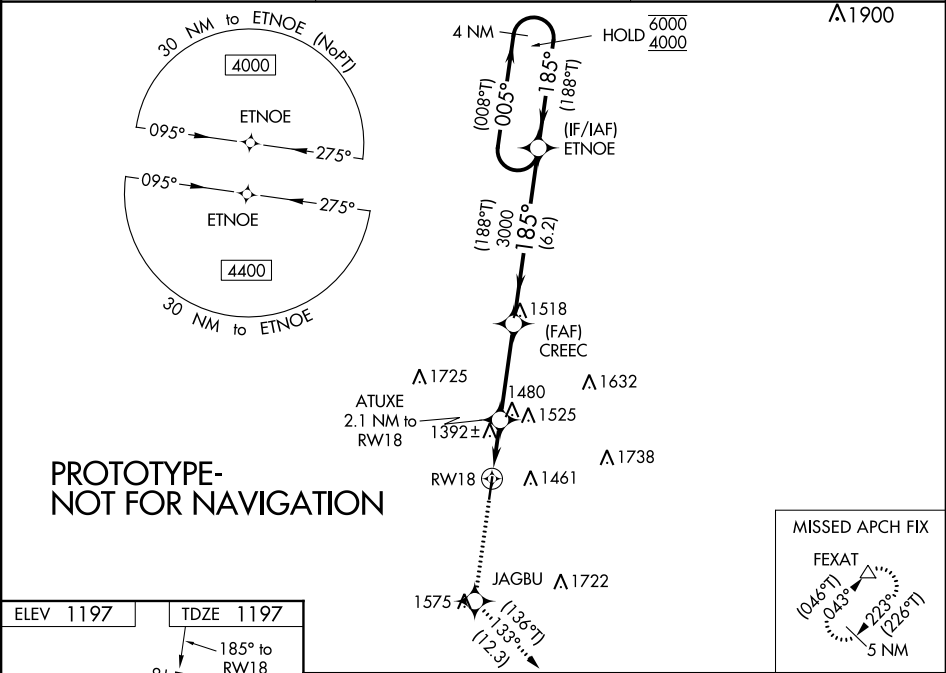 30 NM to ETNOE (NoPT)
4000
ETNOE
095°
275°
095°
275°
ETNOE
4400
30 NM to ETNOE
4 NM
HOLD 6000
4000
1900
(008°T)
005°
185°
(188°T)
(IF/IAF)
ETNOE
(188°T)
3000
185°
(6.2)
1518
(FAF)
CREEC
1725
1632
1480
ATUXE
2.1 NM to
RW18
1525
1392±
1738
RW18
1461
PROTOTYPE-
NOT FOR NAVIGATION
JAGBU
1722
1575
(136°T)
133°
(12.3)
MISSED APCH FIX
FEXAT
(046°T)
043°
223°
(226°T)
5 NM
ELEV 1197
TDZE 1197
185° to
RW18